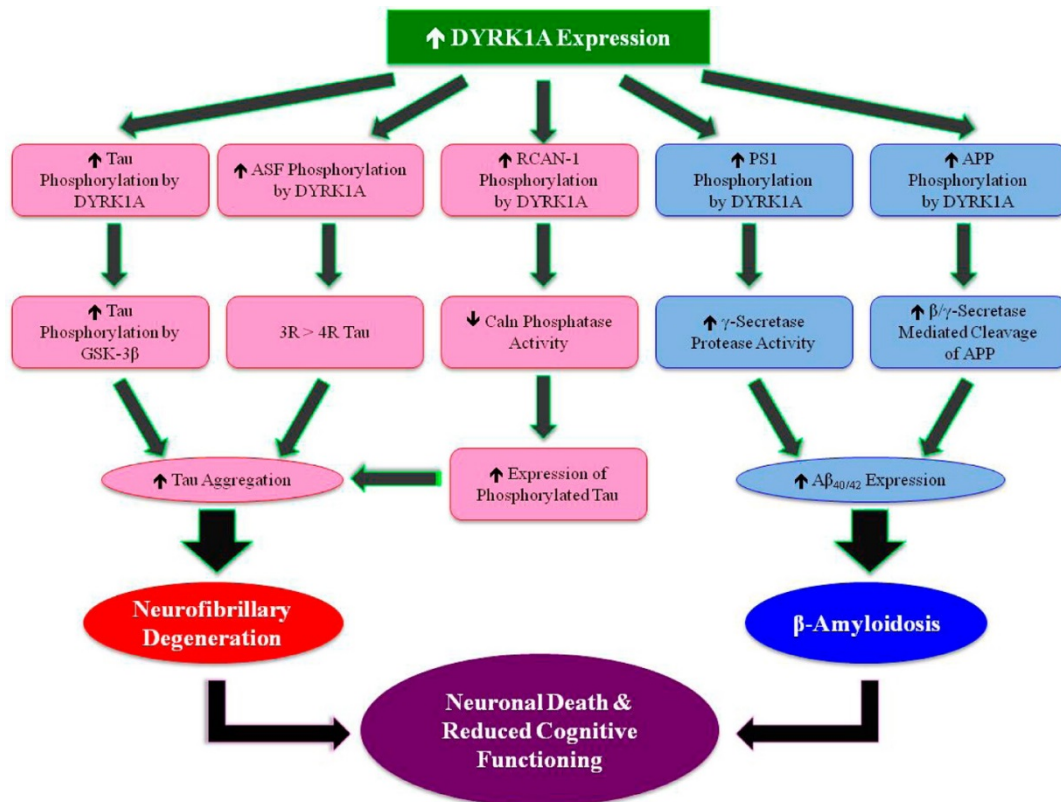 ↑ DYRK1A Expression
↑ Tau
Phosphorylation by
DYRK1A
↑ ASF Phosphorylation
by DYRK1A
↑ RCAN-1
Phosphorylation
by DYRK1A
↑ PS1
Phosphorylation
by DYRK1A
↑ APP
Phosphorylation
by DYRK1A
↑ Tau
Phosphorylation by
GSK-3β
3R > 4R Tau
↓ Caln Phosphatase
Activity
↑ γ-Secretase
Protease Activity
↑ β/γ-Secretase
Mediated Cleavage
of APP
↑ Tau Aggregation
↑ Expression of
Phosphorylated Tau
↑ Aβ40/42 Expression
Neurofibrillary
Degeneration
β-Amyloidosis
Neuronal Death &
Reduced Cognitive
Functioning